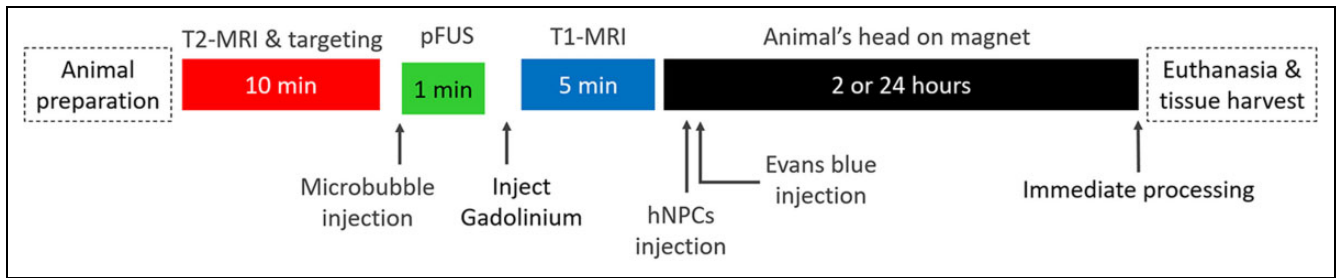 T2-MRI & targeting
pFUS
T1-MRI
Animal's head on magnet
Animal
preparation
10 min
1 min
5 min
2 or 24 hours
Euthanasia &
tissue harvest
Microbubble
injection
Inject
Gadolinium
hNPCs
injection
Evans blue
injection
Immediate processing